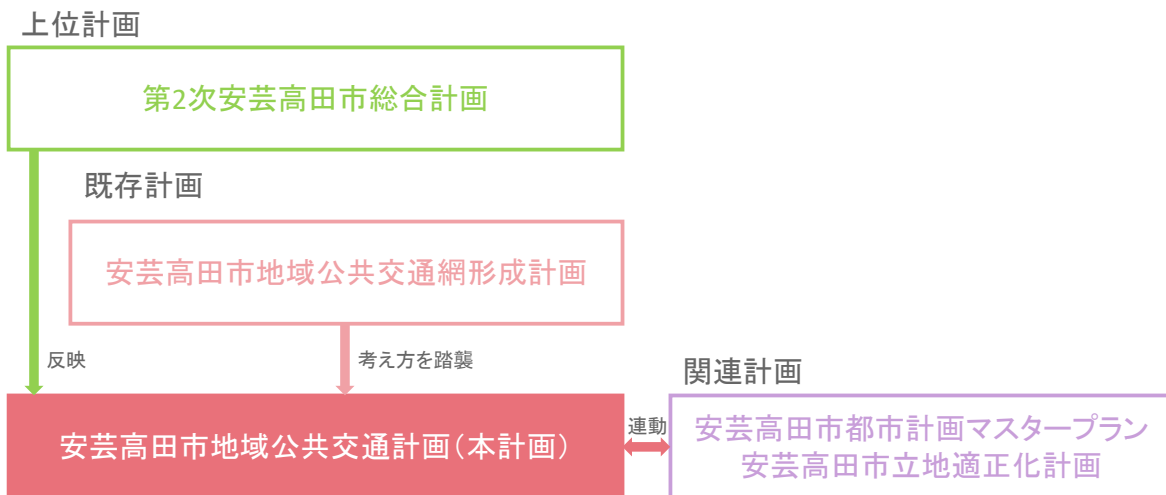 上位計画
第2次安芸高田市総合計画
既存計画
安芸高田市地域公共交通網形成計画
反映
考え方を踏襲
関連計画
安芸高田市地域公共交通計画(本計画)
連動
安芸高田市都市計画マスタープラン
安芸高田市立地適正化計画